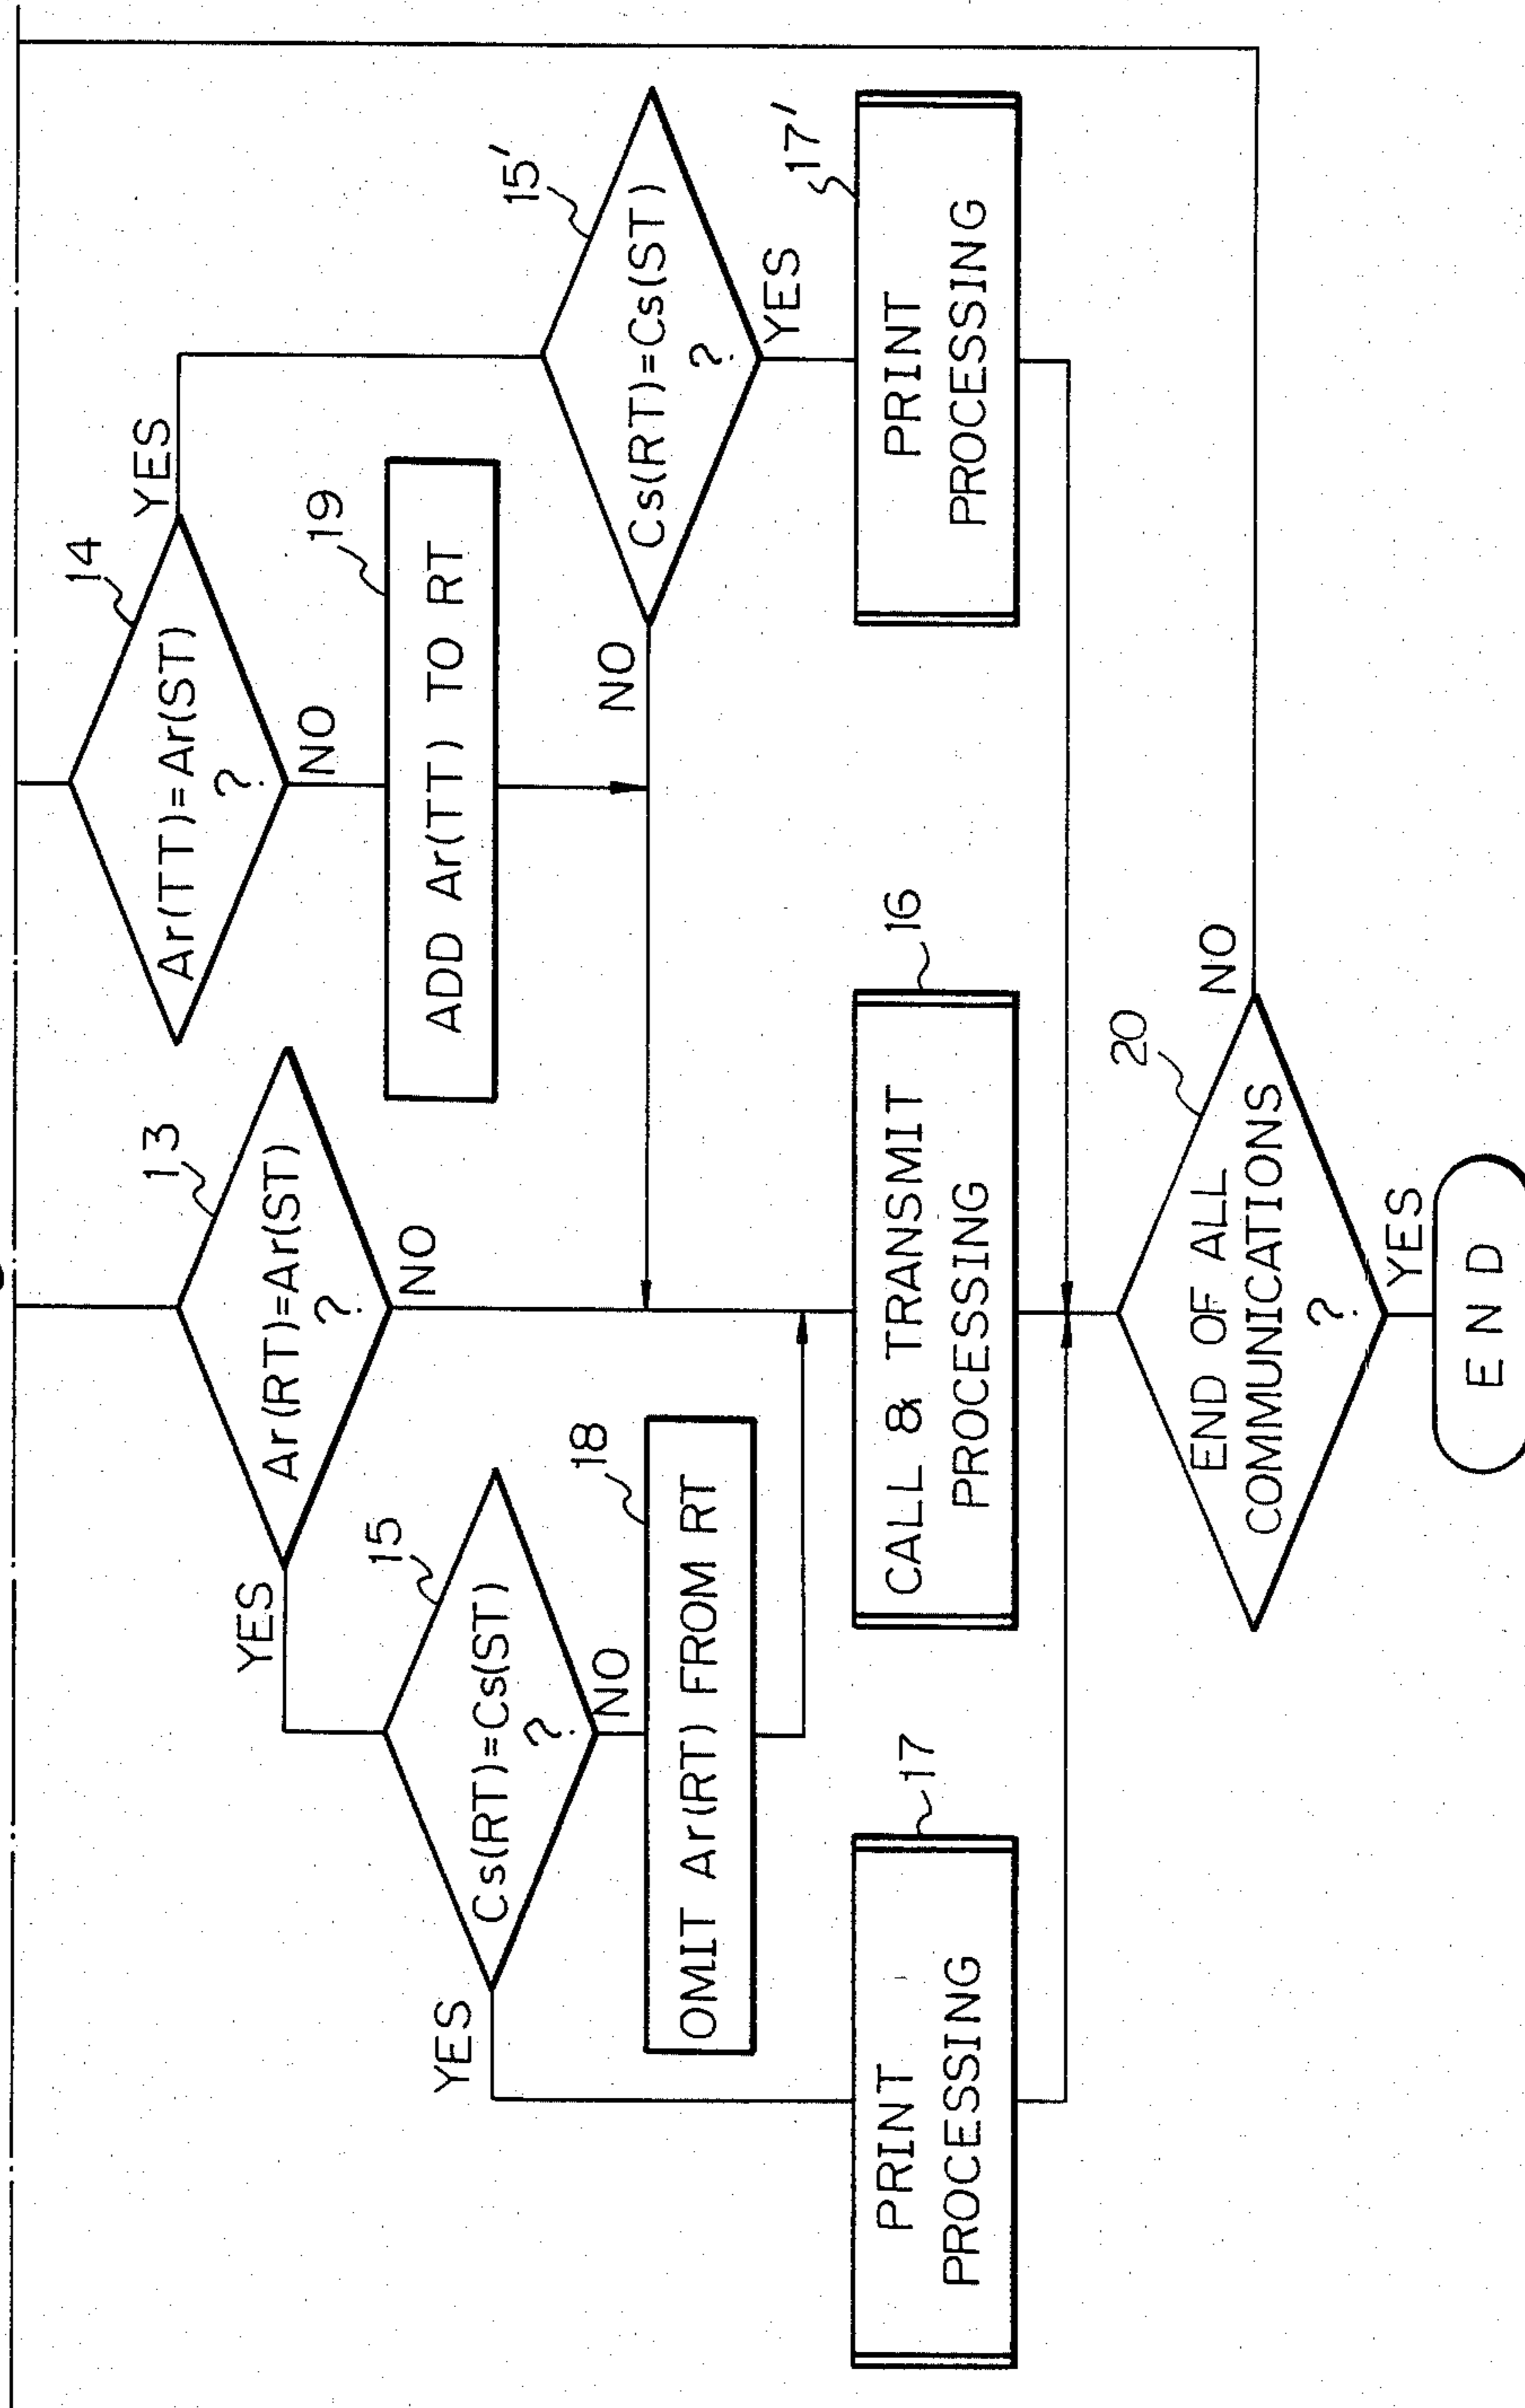 14
Ar(TT)=Ar(ST)
?
YES
NO
13
Ar(RT)=Ar(ST)
?
YES
NO
19
ADD Ar(TT) TO RT
15
Cs(RT)=Cs(ST)
?
YES
NO
15'
Cs(RT)=Cs(ST)
?
NO
YES
18
OMIT Ar(RT) FROM RT
17
PRINT
PROCESSING
16
CALL & TRANSMIT
PROCESSING
17'
PRINT
PROCESSING
20
END OF ALL
COMMUNICATIONS
?
NO
YES
END